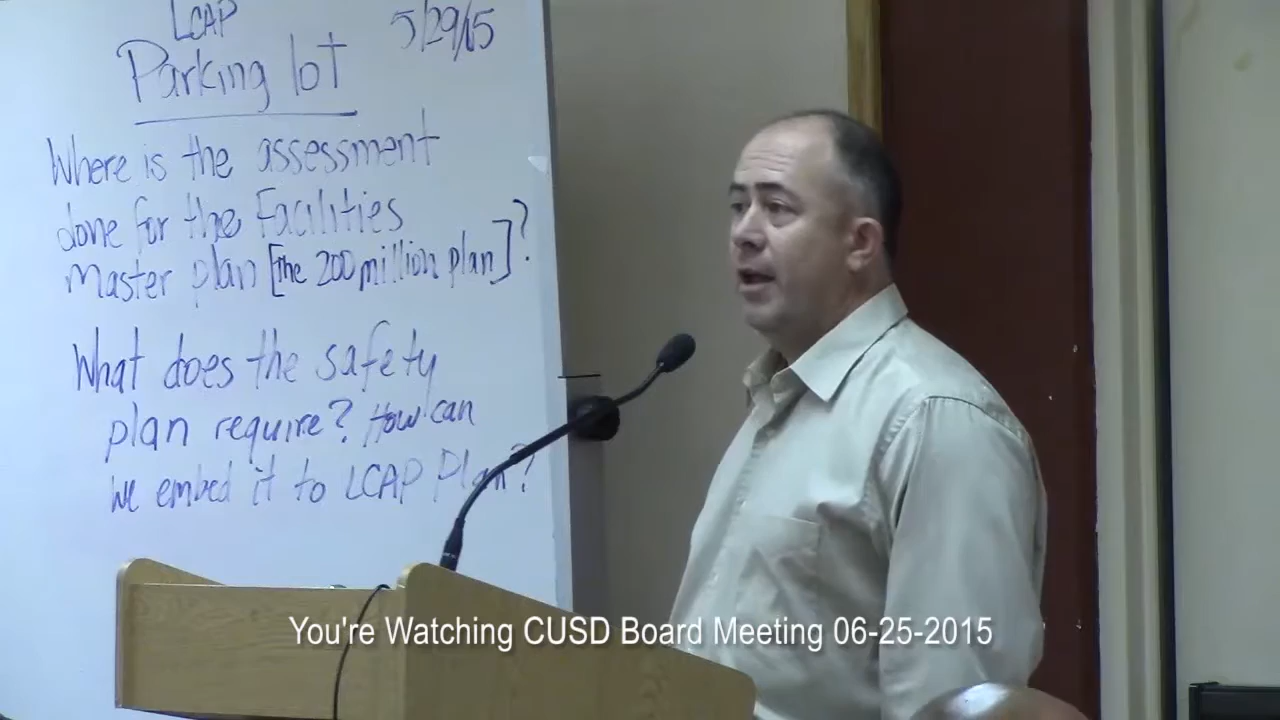 LCAP 5/29/15
Parking lot
Where is the assessment
done for the Facilities
Master plan [the 200 million plan]?
What does the safety
plan require? How can
we embed it to LCAP Plan?
You're Watching CUSD Board Meeting 06-25-2015